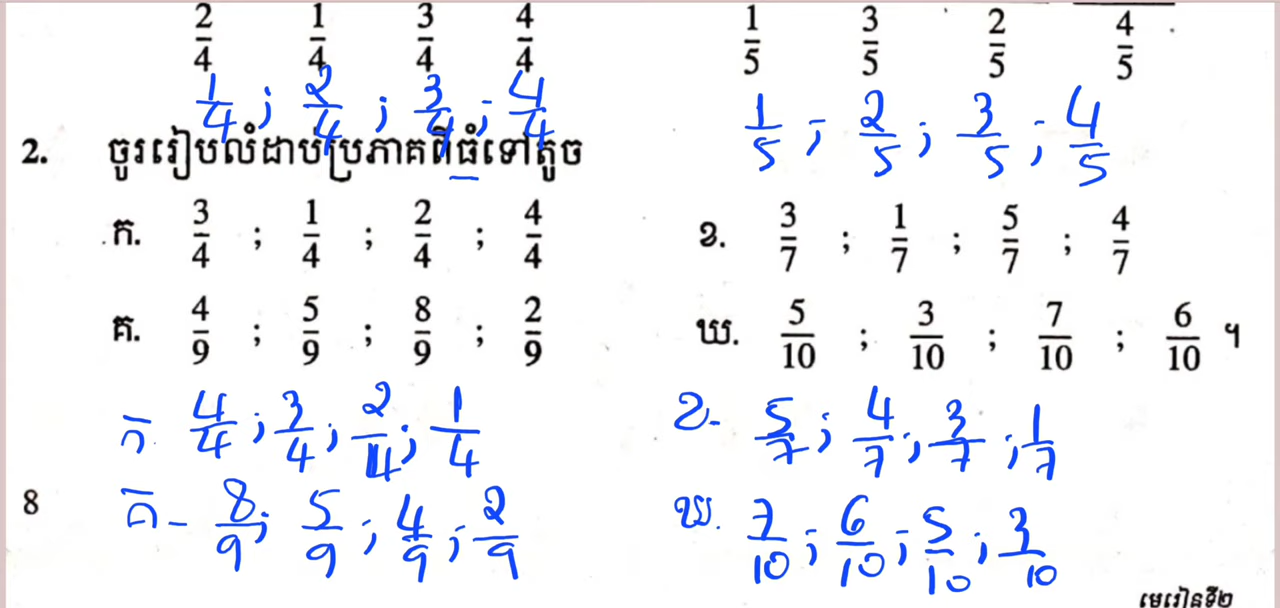 2/4 1/4 3/4 4/4 1/5 3/5 2/5 4/5
1/4 ; 2/4 ; 3/4 ; 4/4 1/5 ; 2/5 ; 3/5 ; 4/5
2. ចូររៀបលំដាប់ប្រភាគពីធំទៅតូច
ក. 3/4 ; 1/4 ; 2/4 ; 4/4 ខ. 3/7 ; 1/7 ; 5/7 ; 4/7
គ. 4/9 ; 5/9 ; 8/9 ; 2/9 ឃ. 5/10 ; 3/10 ; 7/10 ; 6/10 ។
ក. 4/4 ; 3/4 ; 2/4 ; 1/4 ខ- 5/7 ; 4/7 ; 3/7 ; 1/7
គ- 8/9 ; 5/9 ; 4/9 ; 2/9 ឃ. 7/10 ; 6/10 ; 5/10 ; 3/10
8
មេរៀនទី២